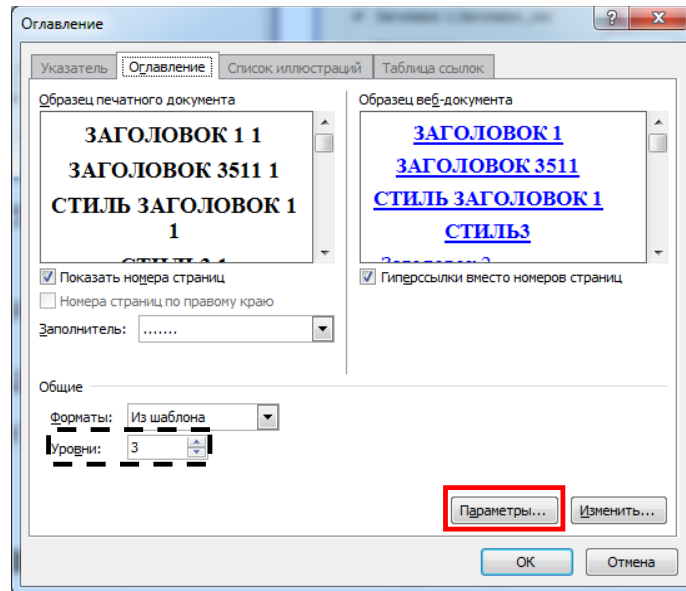 Оглавление
Указатель Оглавление Список иллюстраций Таблица ссылок
Образец печатного документа
ЗАГОЛОВОК 1 1
ЗАГОЛОВОК 3511 1
СТИЛЬ ЗАГОЛОВОК 1
1
Образец веб-документа
ЗАГОЛОВОК 1
ЗАГОЛОВОК 3511
СТИЛЬ ЗАГОЛОВОК 1
СТИЛЬ3
Показать номера страниц
Номера страниц по правому краю
Заполнитель: .......
Гиперссылки вместо номеров страниц
Общие
Форматы: Из шаблона
Уровни: 3
Параметры... Изменить...
ОК Отмена